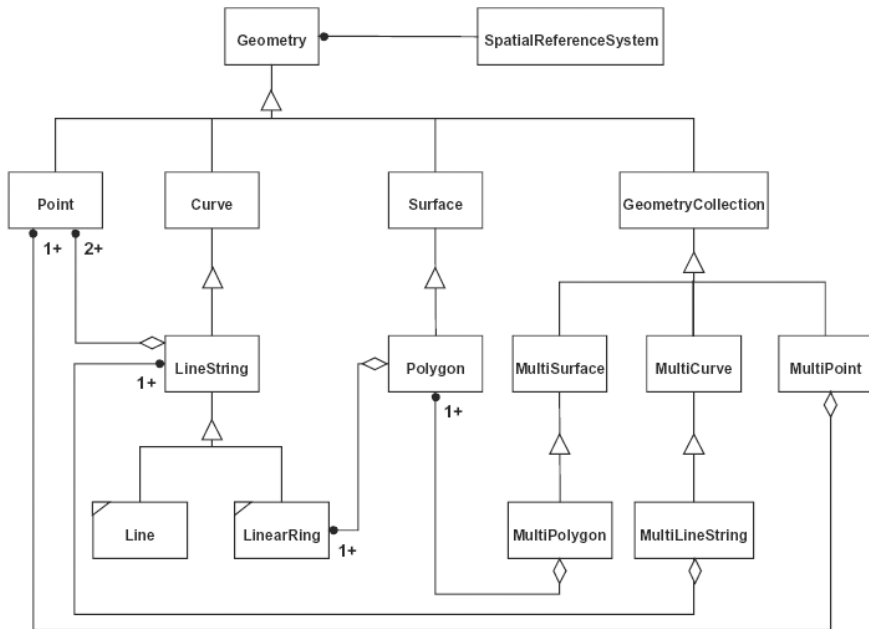 Geometry
SpatialReferenceSystem
Point
Curve
Surface
GeometryCollection
1+
2+
LineString
Polygon
MultiSurface
MultiCurve
MultiPoint
1+
1+
Line
LinearRing
MultiPolygon
MultiLineString
1+